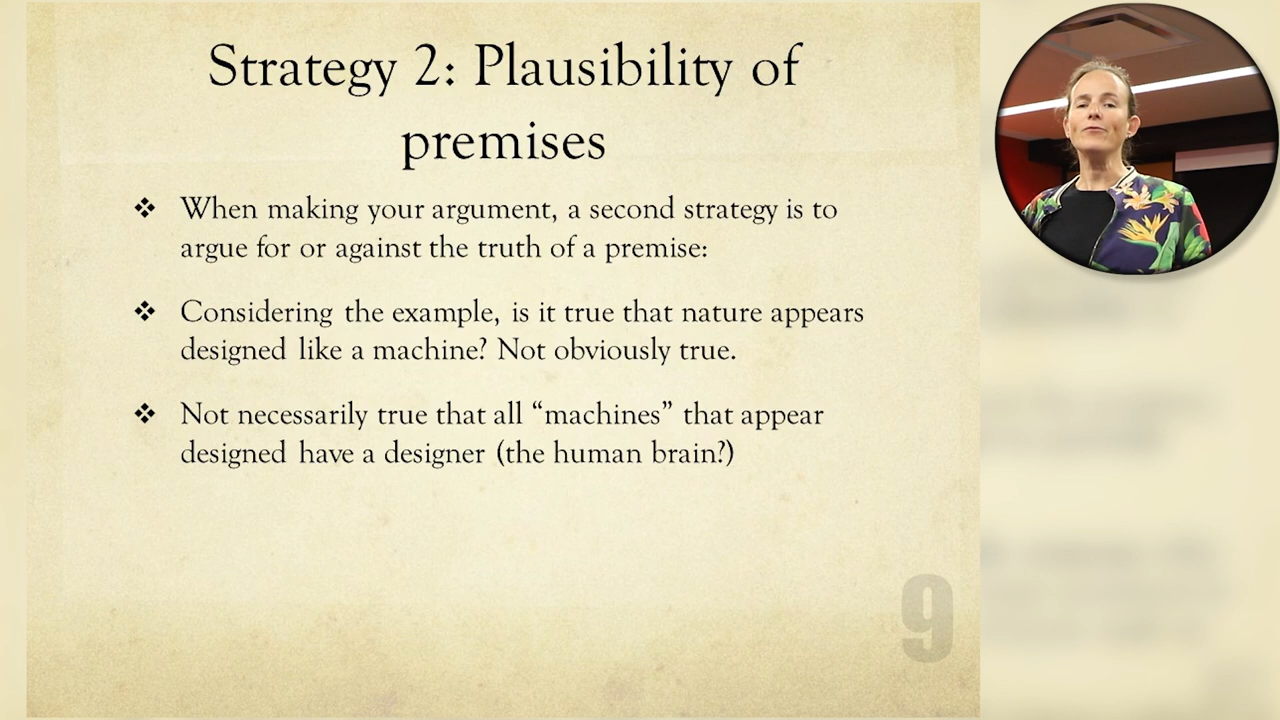 Strategy 2: Plausibility of
premises
❖ When making your argument, a second strategy is to
argue for or against the truth of a premise:
❖ Considering the example, is it true that nature appears
designed like a machine? Not obviously true.
❖ Not necessarily true that all “machines” that appear
designed have a designer (the human brain?)
9